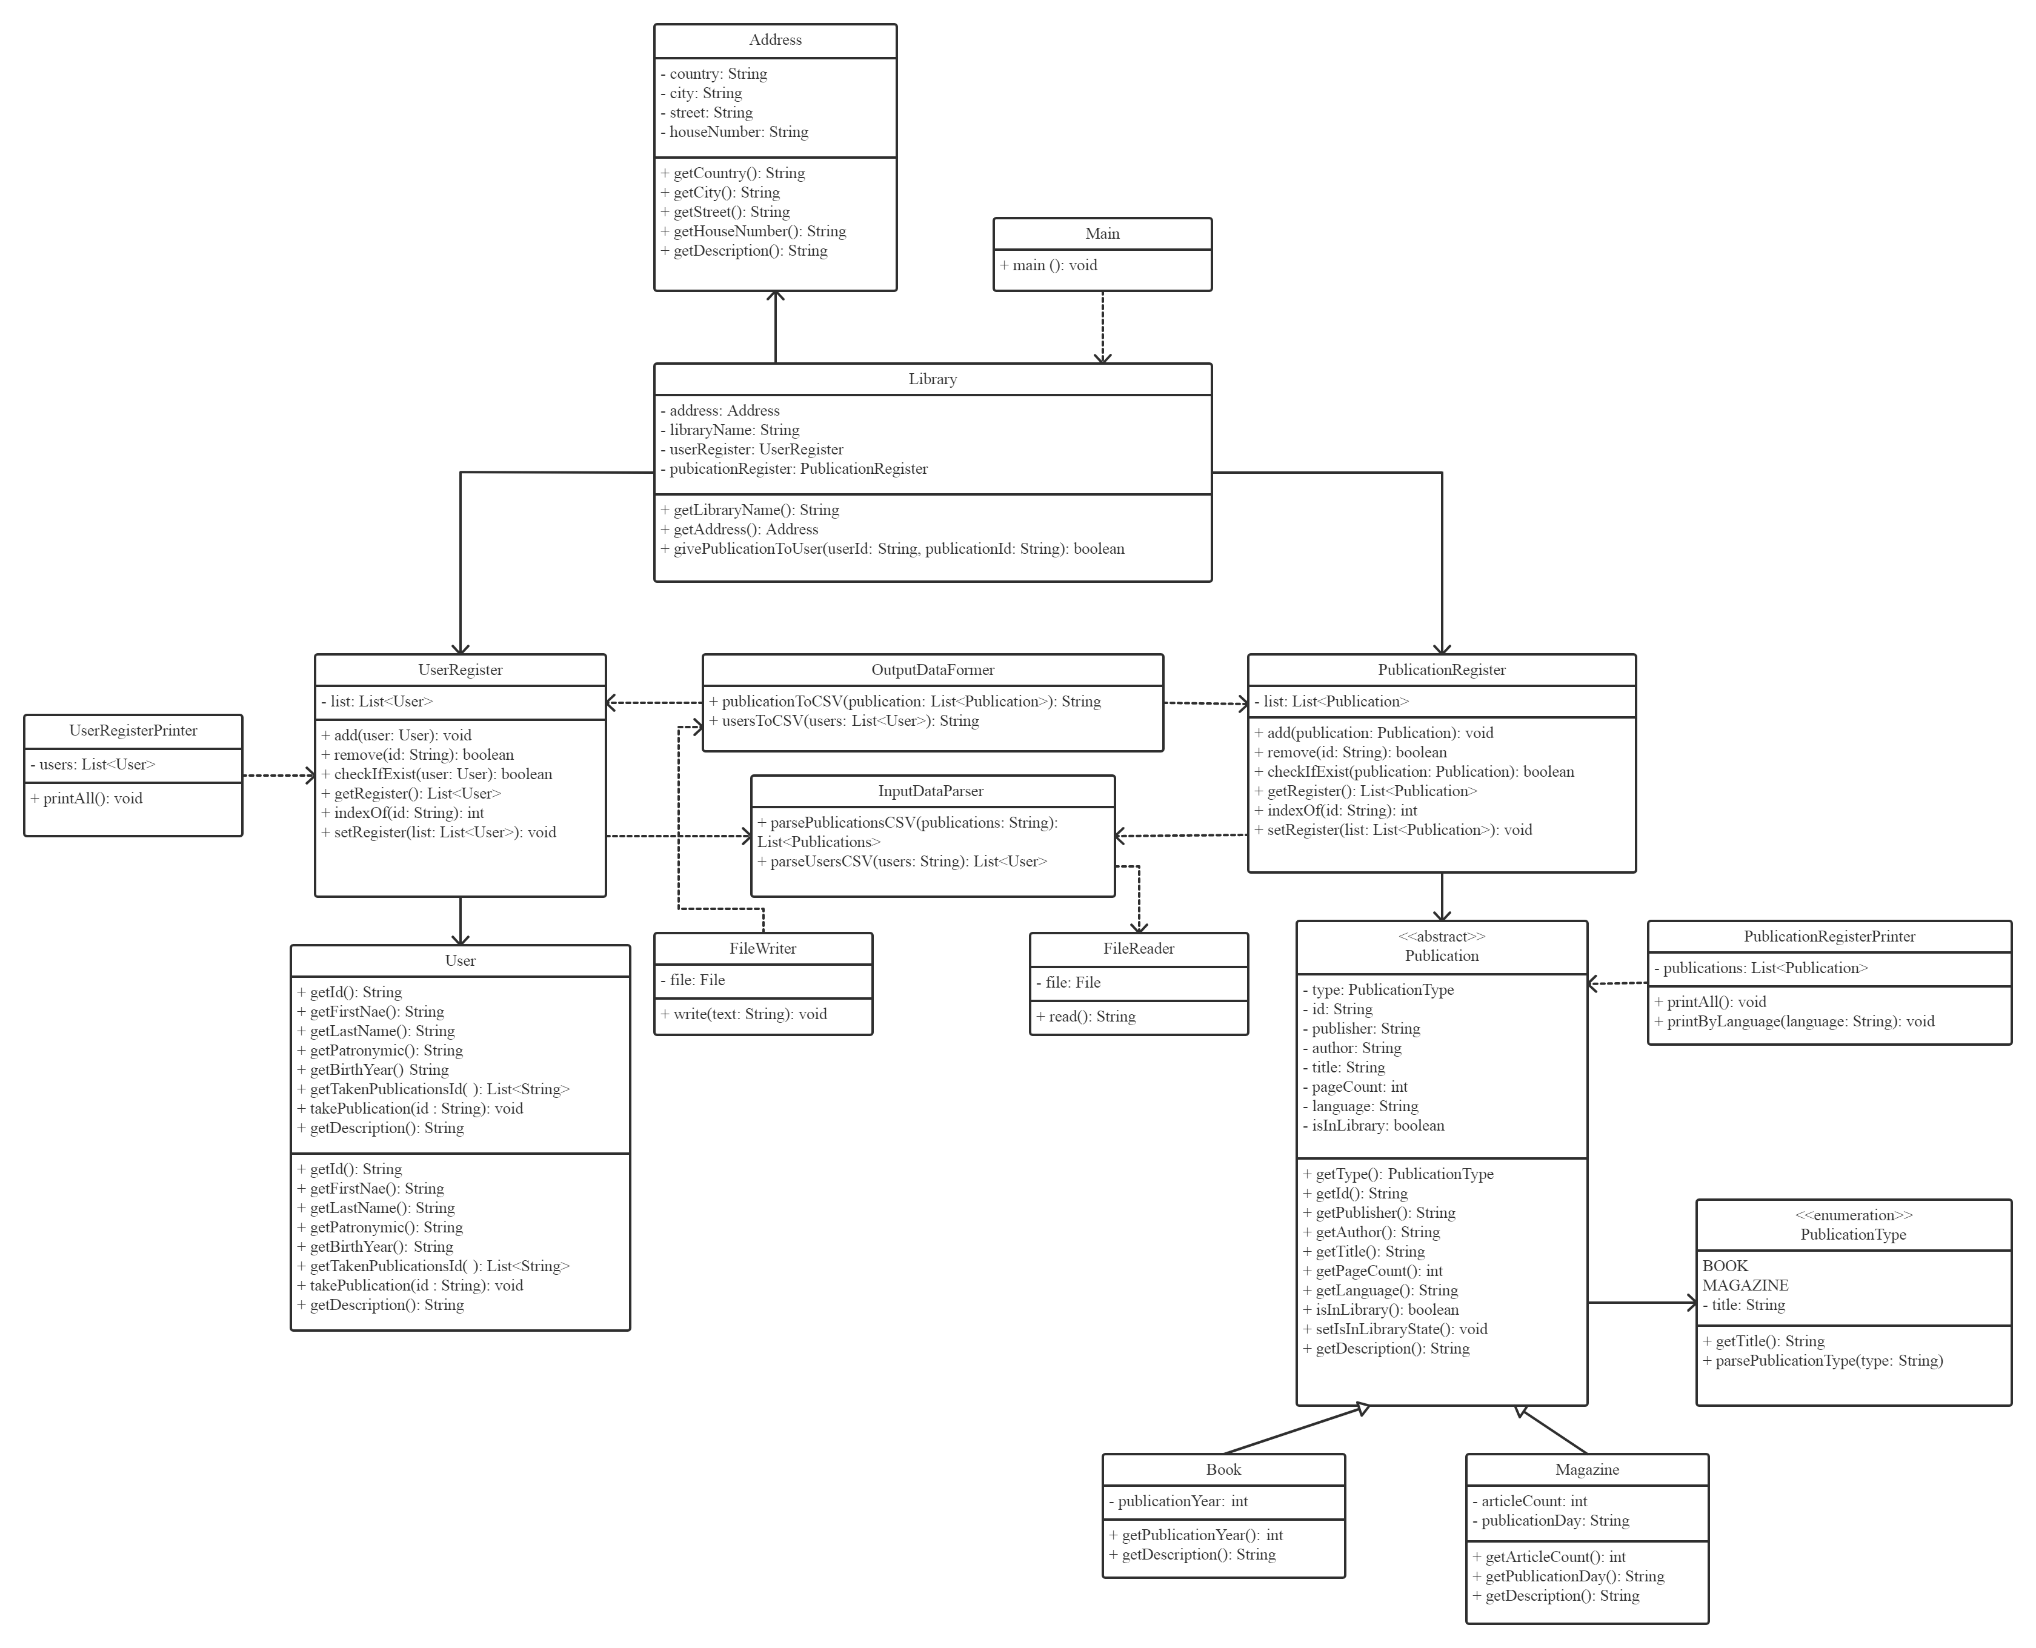 Address
- country: String
- city: String
- street: String
- houseNumber: String
+ getCountry(): String
+ getCity(): String
+ getStreet(): String
+ getHouseNumber(): String
+ getDescription(): String
Main
+ main (): void
Library
- address: Address
- libraryName: String
- userRegister: UserRegister
- pubicationRegister: PublicationRegister
+ getLibraryName(): String
+ getAddress(): Address
+ givePublicationToUser(userId: String, publicationId: String): boolean
UserRegisterPrinter
- users: List<User>
+ printAll(): void
UserRegister
- list: List<User>
+ add(user: User): void
+ remove(id: String): boolean
+ checkIfExist(user: User): boolean
+ getRegister(): List<User>
+ indexOf(id: String): int
+ setRegister(list: List<User>): void
OutputDataFormer
+ publicationToCSV(publication: List<Publication>): String
+ usersToCSV(users: List<User>): String
InputDataParser
+ parsePublicationsCSV(publications: String):
List<Publications>
+ parseUsersCSV(users: String): List<User>
PublicationRegister
- list: List<Publication>
+ add(publication: Publication): void
+ remove(id: String): boolean
+ checkIfExist(publication: Publication): boolean
+ getRegister(): List<Publication>
+ indexOf(id: String): int
+ setRegister(list: List<Publication>): void
User
+ getId(): String
+ getFirstNae(): String
+ getLastName(): String
+ getPatronymic(): String
+ getBirthYear() String
+ getTakenPublicationsId( ): List<String>
+ takePublication(id : String): void
+ getDescription(): String
+ getId(): String
+ getFirstNae(): String
+ getLastName(): String
+ getPatronymic(): String
+ getBirthYear(): String
+ getTakenPublicationsId( ): List<String>
+ takePublication(id : String): void
+ getDescription(): String
FileWriter
- file: File
+ write(text: String): void
FileReader
- file: File
+ read(): String
<<abstract>>
Publication
- type: PublicationType
- id: String
- publisher: String
- author: String
- title: String
- pageCount: int
- language: String
- isInLibrary: boolean
+ getType(): PublicationType
+ getId(): String
+ getPublisher(): String
+ getAuthor(): String
+ getTitle(): String
+ getPageCount(): int
+ getLanguage(): String
+ isInLibrary(): boolean
+ setIsInLibraryState(): void
+ getDescription(): String
PublicationRegisterPrinter
- publications: List<Publication>
+ printAll(): void
+ printByLanguage(language: String): void
<<enumeration>>
PublicationType
BOOK
MAGAZINE
- title: String
+ getTitle(): String
+ parsePublicationType(type: String)
Book
- publicationYear: int
+ getPublicationYear(): int
+ getDescription(): String
Magazine
- articleCount: int
- publicationDay: String
+ getArticleCount(): int
+ getPublicationDay(): String
+ getDescription(): String